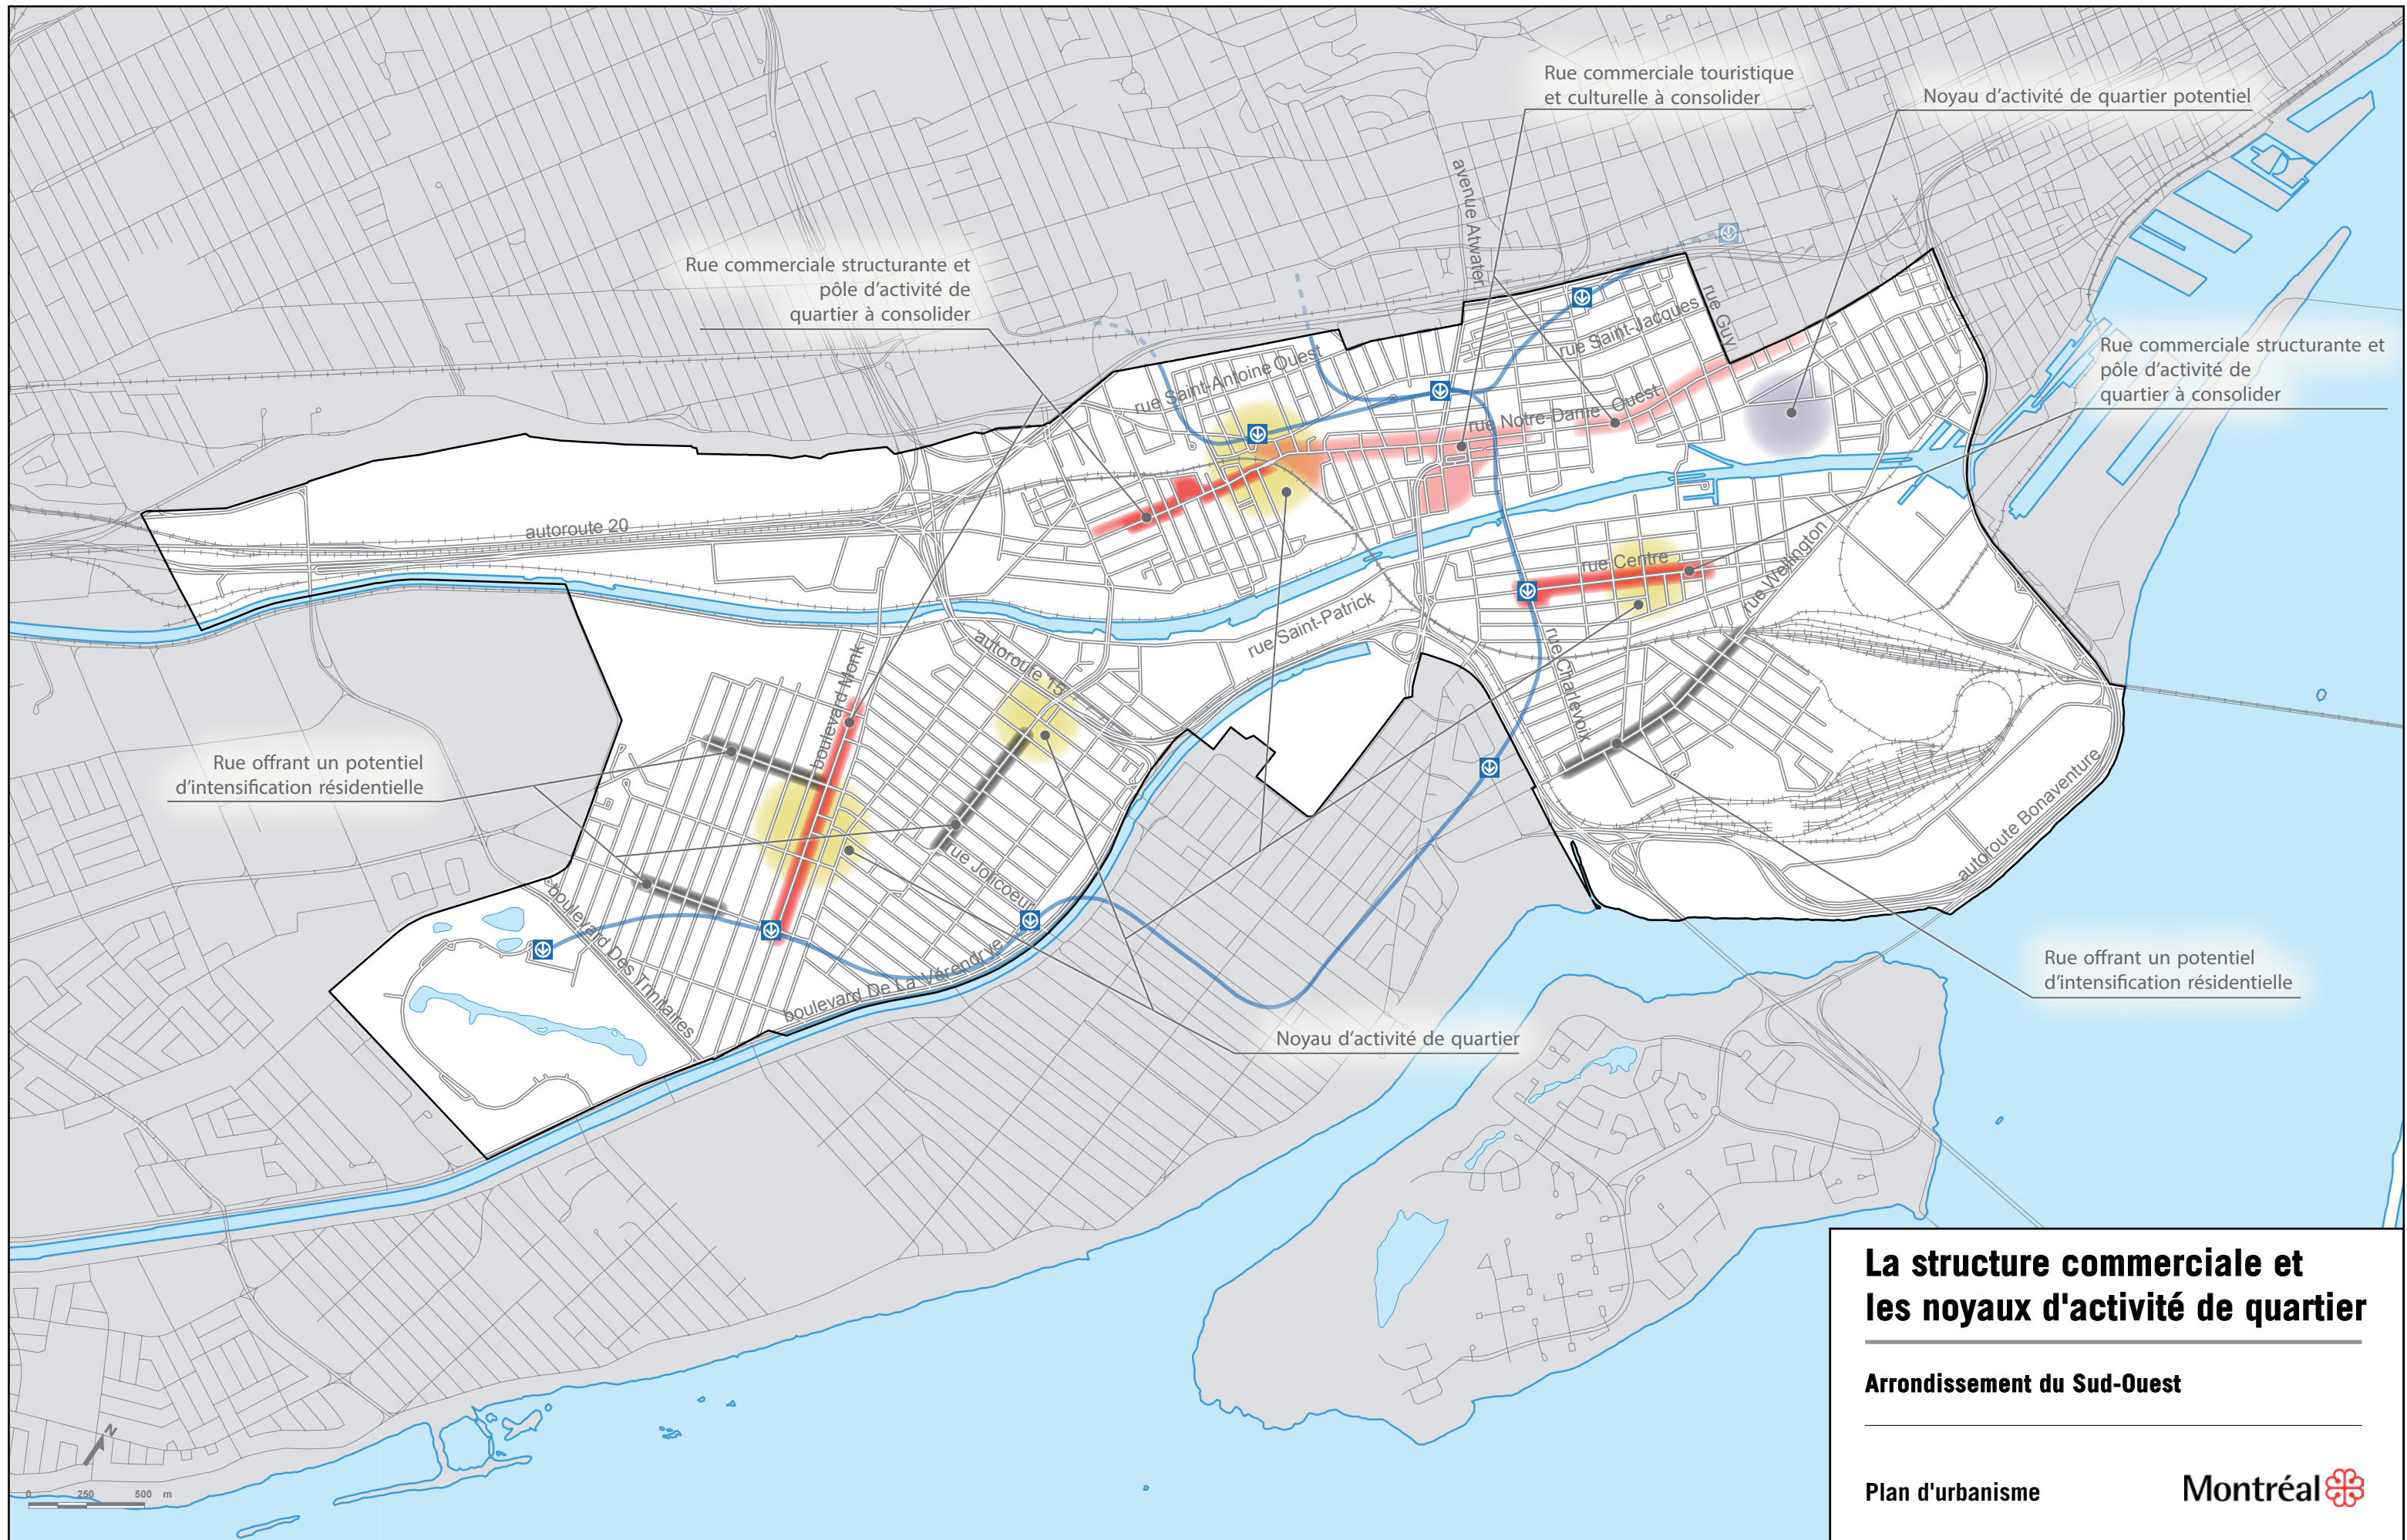 Rue commerciale touristique
et culturelle à consolider
Noyau d'activité de quartier potentiel
avenue Atwater
Rue commerciale structurante et
pôle d'activité de
quartier à consolider
rue Guy
rue Saint-Jacques
Rue commerciale structurante et
pôle d'activité de
quartier à consolider
rue Saint-Antoine Ouest
rue Notre-Dame Ouest
autoroute 20
rue Centre
rue Wellington
rue Saint-Patrick
autoroute 15
rue Charlevoix
boulevard Monk
Rue offrant un potentiel
d'intensification résidentielle
autoroute Bonaventure
rue Jolicoeur
boulevard Des Trinitaires
boulevard De La Vérendrye
Rue offrant un potentiel
d'intensification résidentielle
Noyau d'activité de quartier
La structure commerciale et
les noyaux d'activité de quartier
Arrondissement du Sud-Ouest
Plan d'urbanisme
Montréal
N
0 250 500 m